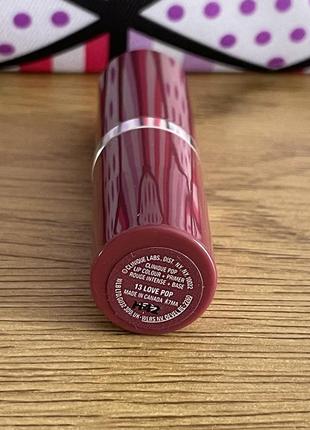 © CLINIQUE LABS, DIST. NY, NY 10022
CLINIQUE POP
LIP COLOUR + PRIMER
ROUGE INTENSE + BASE
13 LOVE POP
MADE IN CANADA